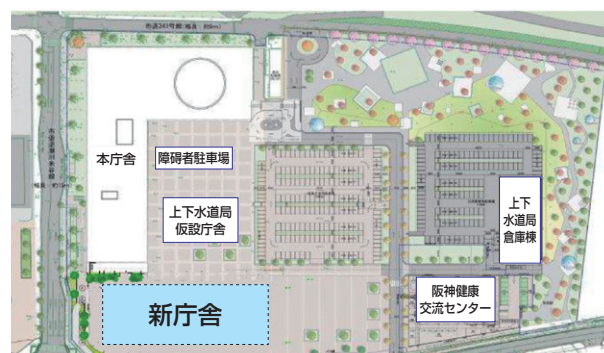 本庁舎
障碍者駐車場
上下水道局
仮設庁舎
上下
水道局
倉庫棟
阪神健康
交流センター
新庁舎